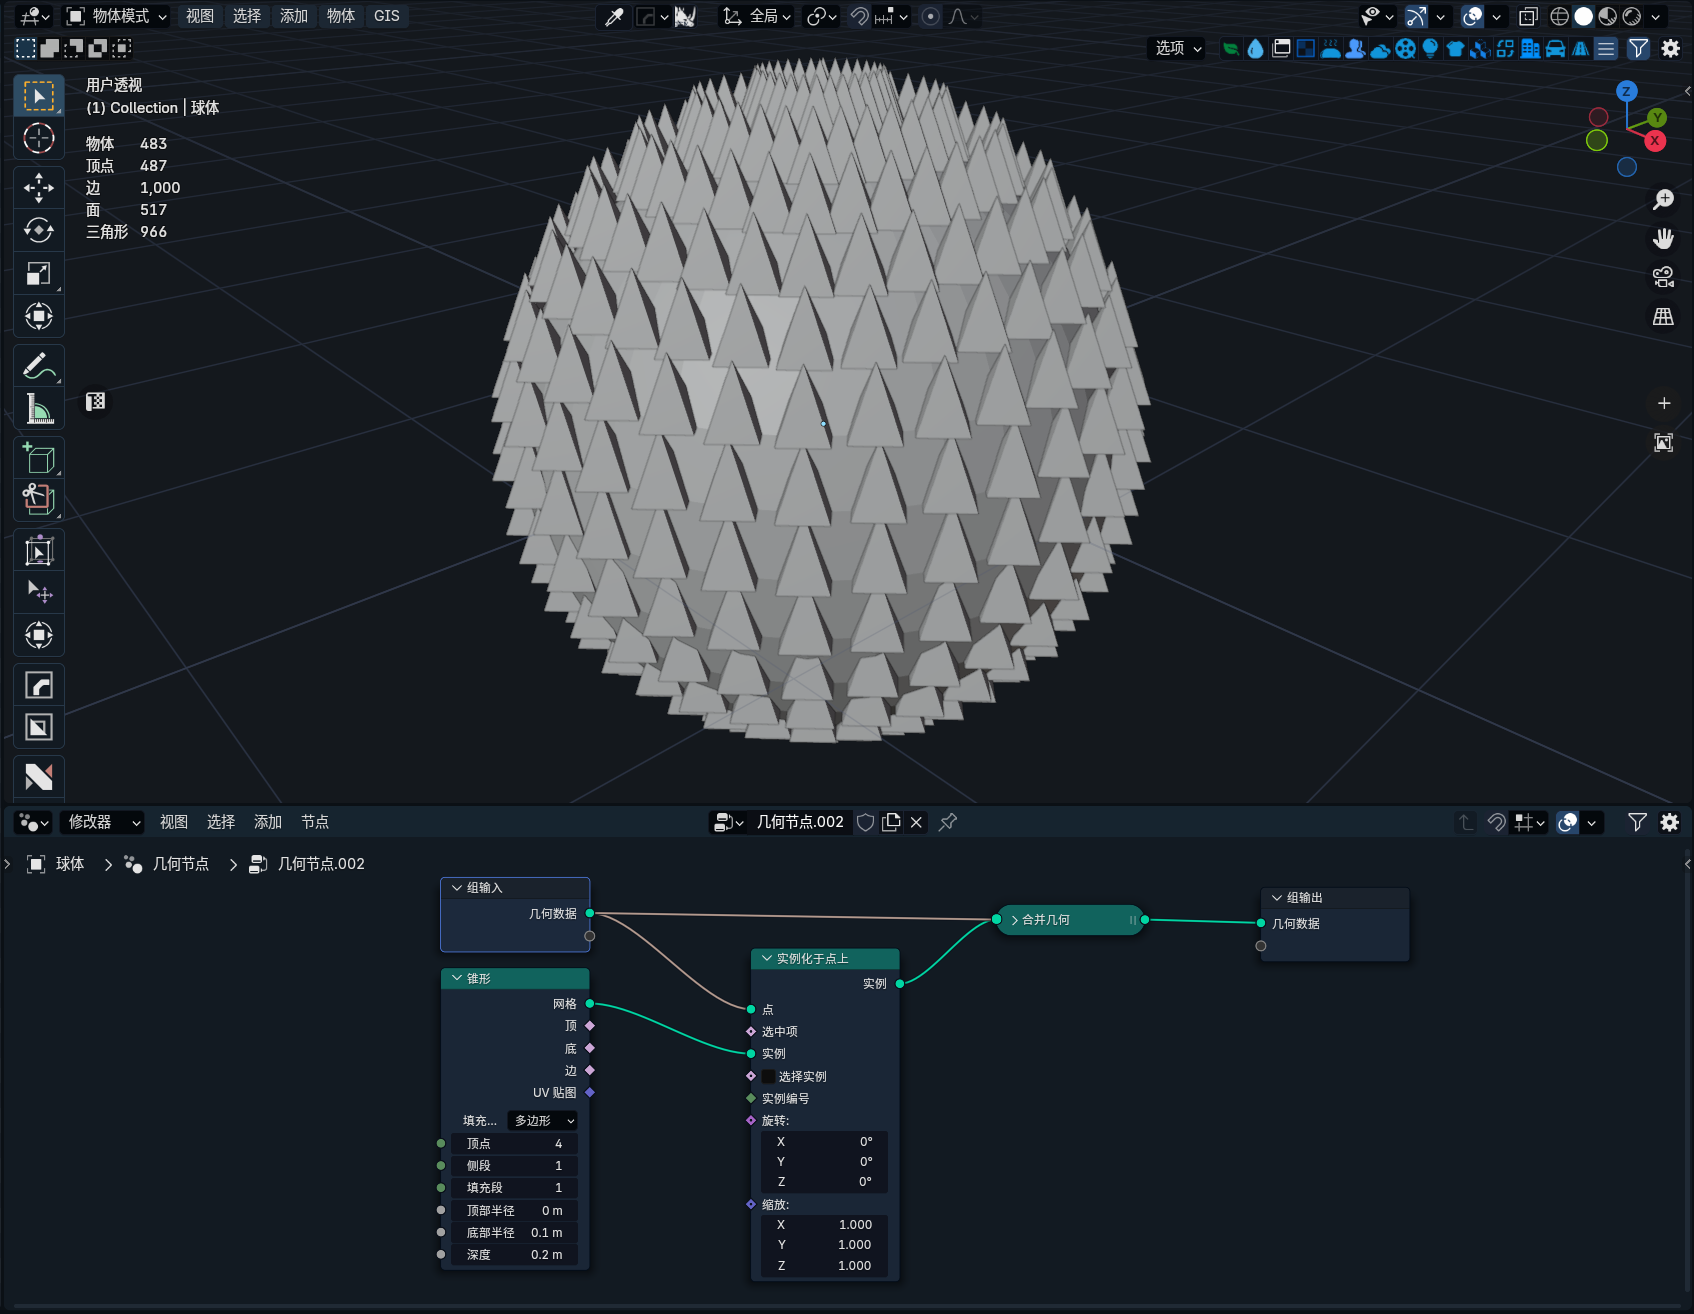 物体模式 视图 选择 添加 物体 GIS 全局
选项
用户透视
(1) Collection | 球体
物体 483
顶点 487
边 1,000
面 517
三角形 966
Z
Y
X
修改器 视图 选择 添加 节点 几何节点.002
球体 几何节点 几何节点.002
组输入
几何数据
锥形
网格
顶
底
边
UV 贴图
填充... 多边形
顶点 4
侧段 1
填充段 1
顶部半径 0 m
底部半径 0.1 m
深度 0.2 m
实例化于点上
实例
点
选中项
实例
选择实例
实例编号
旋转:
X 0°
Y 0°
Z 0°
缩放:
X 1.000
Y 1.000
Z 1.000
合并几何
组输出
几何数据